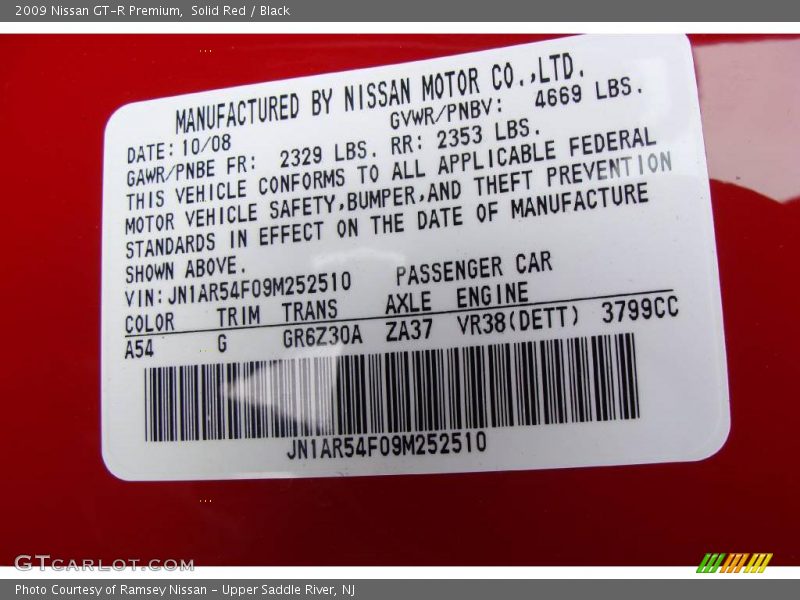 2009 Nissan GT-R Premium,  Solid Red / Black
MANUFACTURED BY NISSAN MOTOR CO.,LTD.
DATE: 10/08 GVWR/PNBV: 4669 LBS.
GAWR/PNBE FR: 2329 LBS. RR: 2353 LBS.
THIS VEHICLE CONFORMS TO ALL APPLICABLE FEDERAL
MOTOR VEHICLE SAFETY,BUMPER,AND THEFT PREVENTION
STANDARDS IN EFFECT ON THE DATE OF MANUFACTURE
SHOWN ABOVE.
VIN: JN1AR54F09M252510 PASSENGER CAR
COLOR TRIM TRANS AXLE ENGINE
A54 G GR6Z30A ZA37 VR38(DETT) 3799CC
JN1AR54F09M252510
GTCARLOT.COM
Photo Courtesy of Ramsey Nissan - Upper Saddle River, NJ